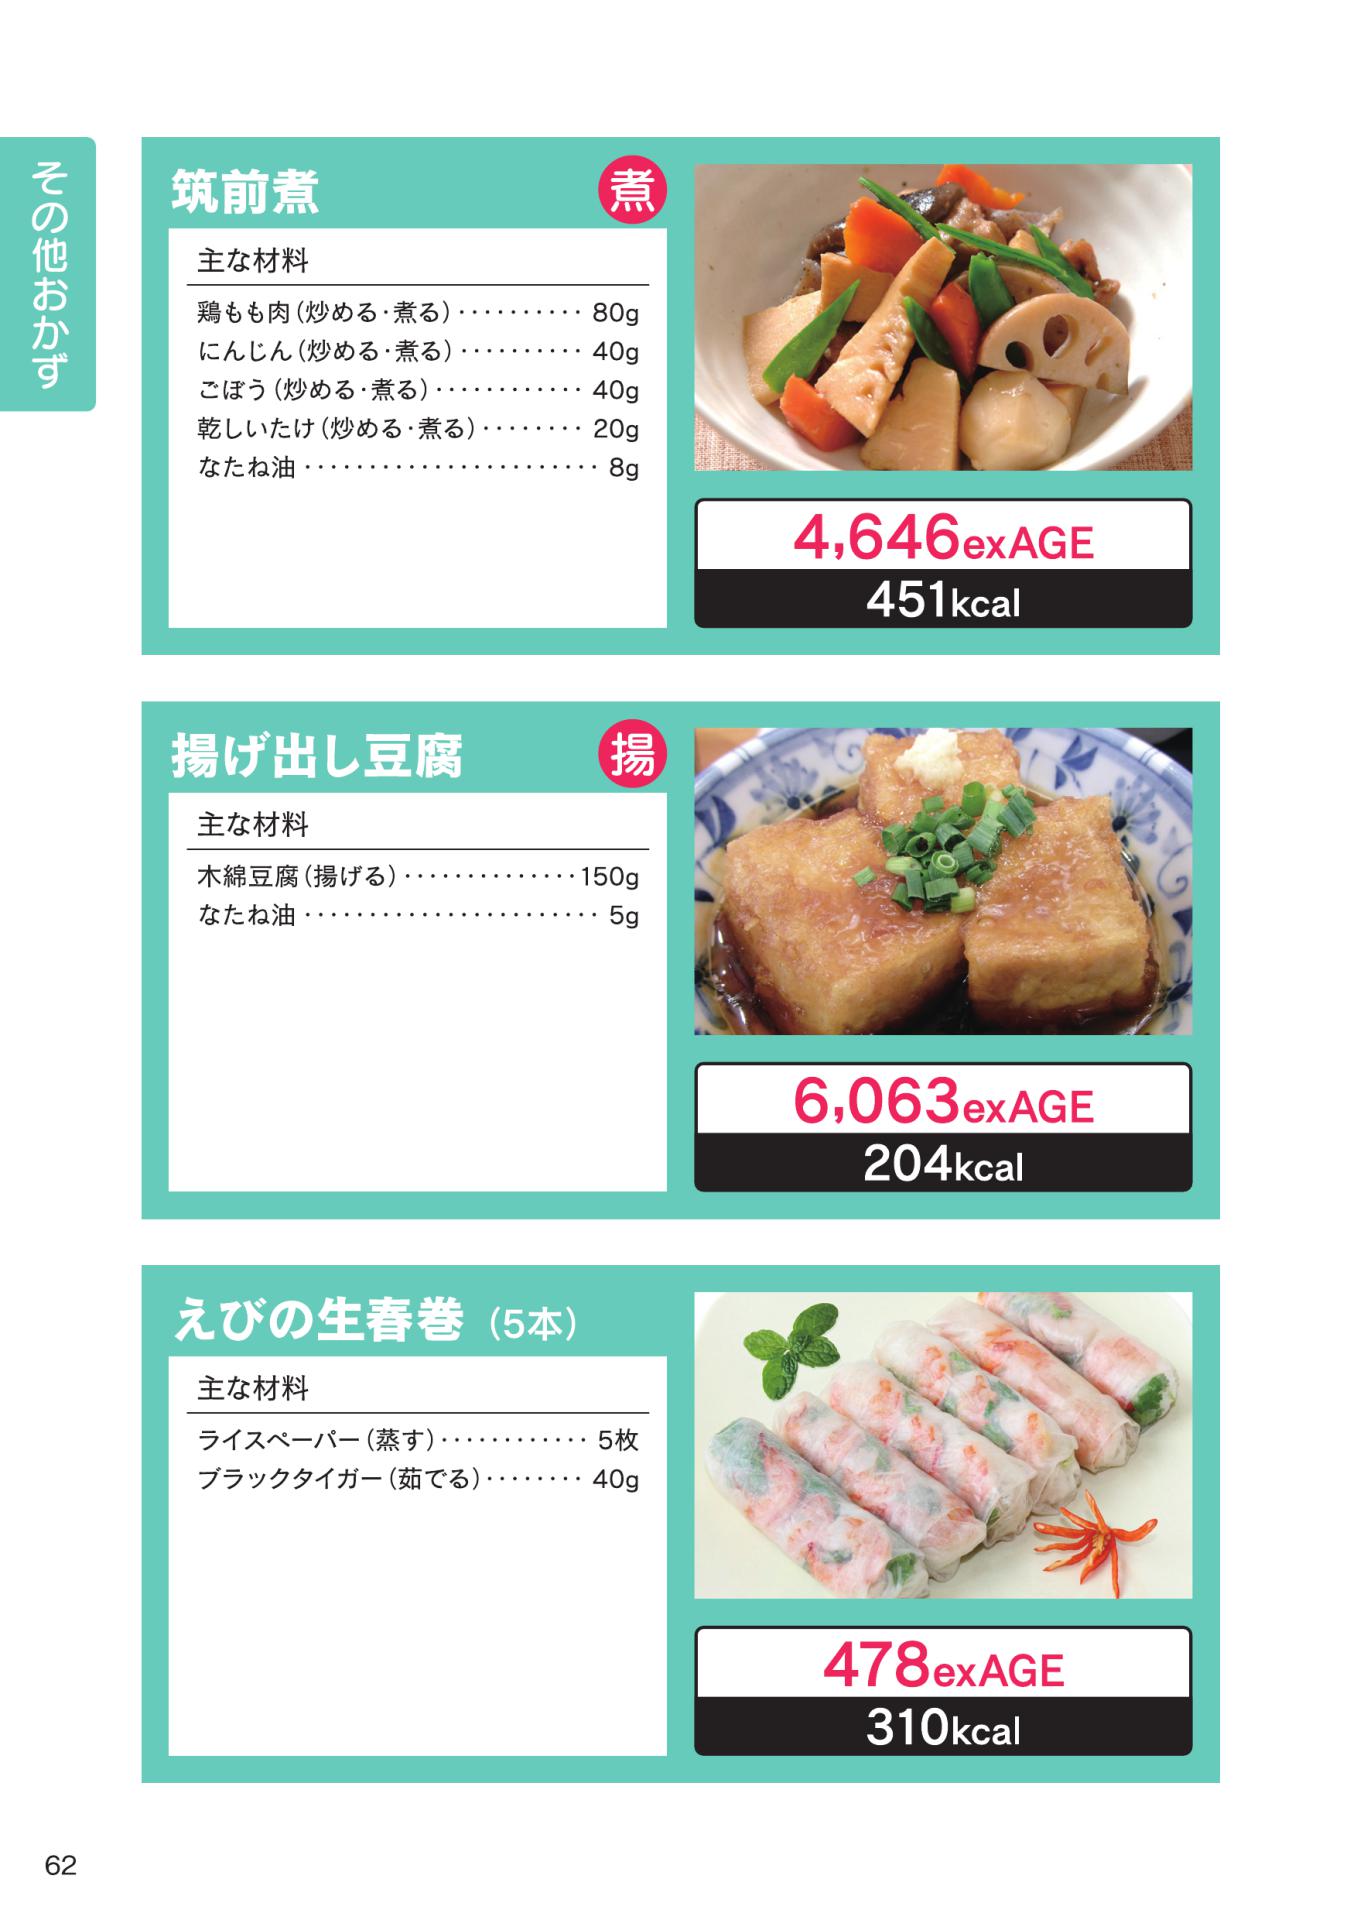 その他おかず
筑前煮 煮
主な材料
鶏もも肉（炒める・煮る）・・・・・・・・・・ 80g
にんじん（炒める・煮る）・・・・・・・・・・ 40g
ごぼう（炒める・煮る）・・・・・・・・・・・・ 40g
乾しいたけ（炒める・煮る）・・・・・・・・ 20g
なたね油・・・・・・・・・・・・・・・・・・・・・・・ 8g
4,646exAGE
451kcal
揚げ出し豆腐 揚
主な材料
木綿豆腐（揚げる）・・・・・・・・・・・・・・150g
なたね油・・・・・・・・・・・・・・・・・・・・・・・ 5g
6,063exAGE
204kcal
えびの生春巻（5本）
主な材料
ライスペーパー（蒸す）・・・・・・・・・・・・ 5枚
ブラックタイガー（茹でる）・・・・・・・・ 40g
478exAGE
310kcal
62